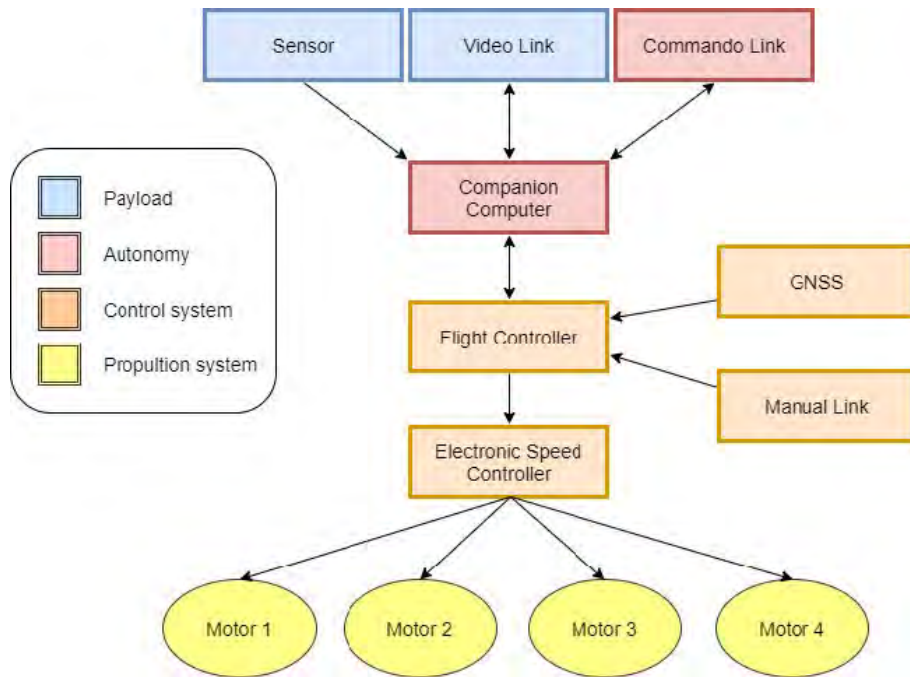 Sensor
Video Link
Commando Link
Companion
Computer
Payload
Autonomy
Control system
Propultion system
GNSS
Flight Controller
Manual Link
Electronic Speed
Controller
Motor 1
Motor 2
Motor 3
Motor 4